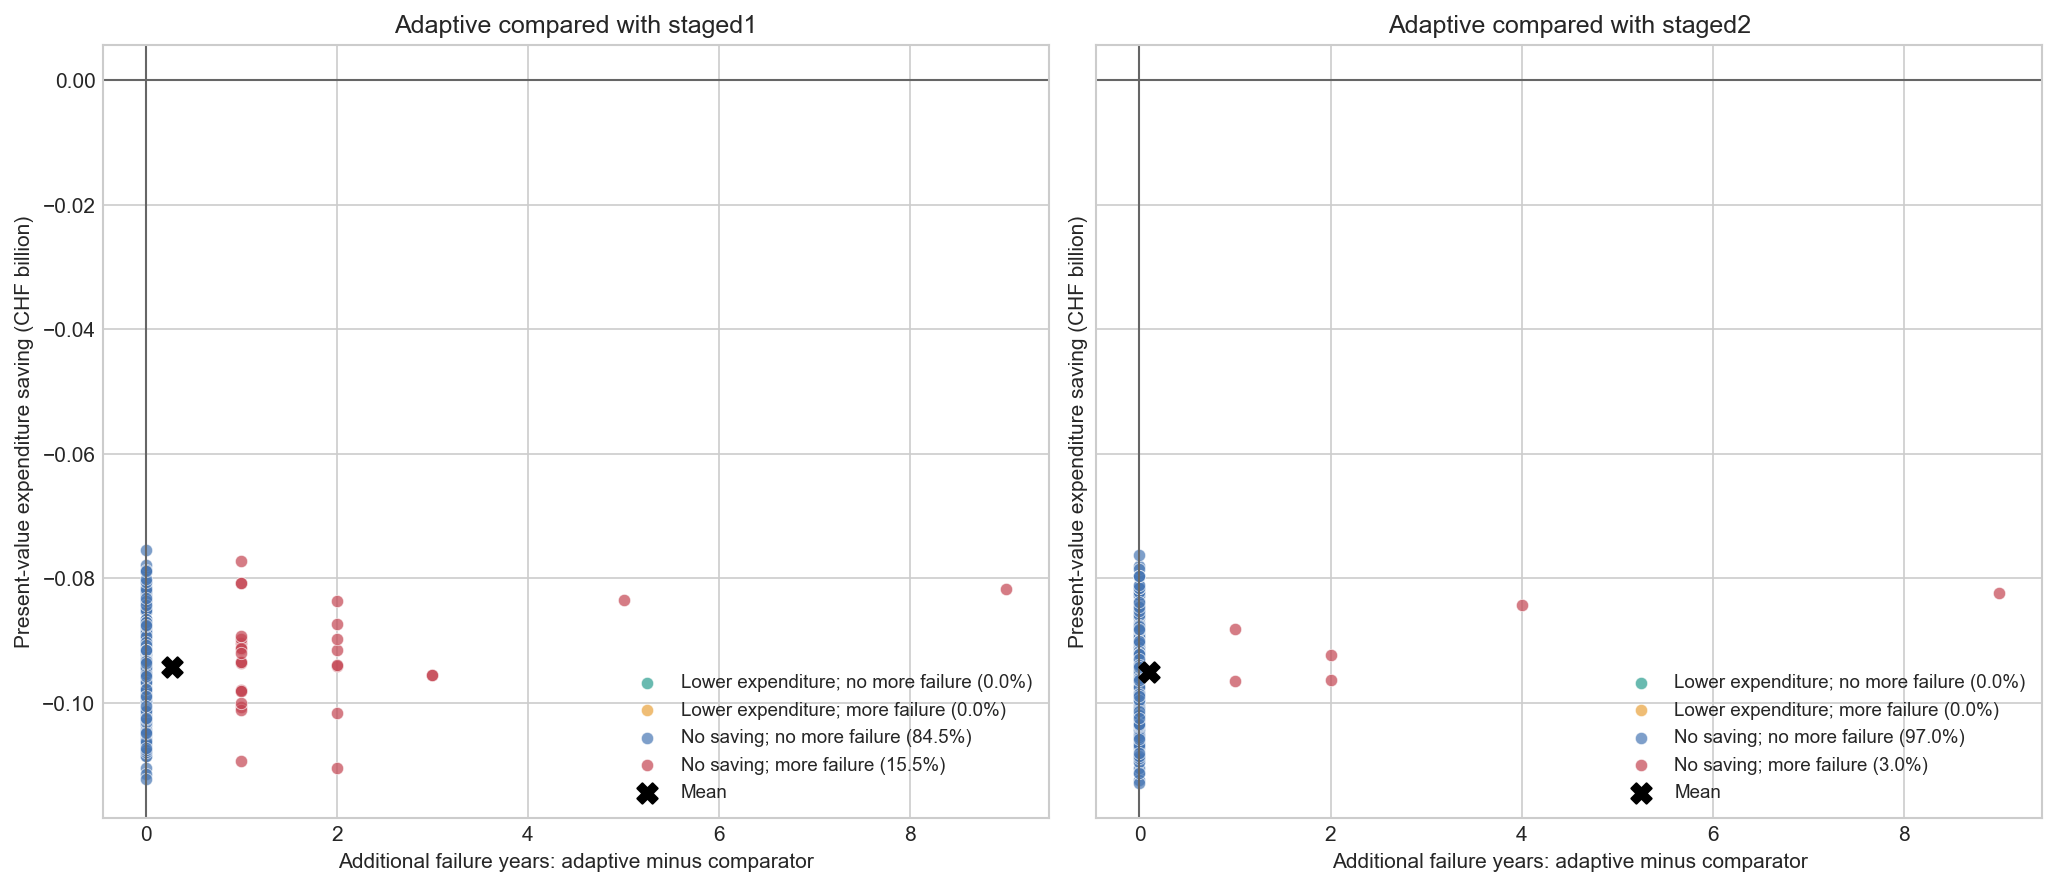 Adaptive compared with staged1
Present-value expenditure saving (CHF billion)
0.00
−0.02
−0.04
−0.06
−0.08
−0.10
Lower expenditure; no more failure (0.0%)
Lower expenditure; more failure (0.0%)
No saving; no more failure (84.5%)
No saving; more failure (15.5%)
Mean
0 2 4 6 8
Additional failure years: adaptive minus comparator
Adaptive compared with staged2
Present-value expenditure saving (CHF billion)
Lower expenditure; no more failure (0.0%)
Lower expenditure; more failure (0.0%)
No saving; no more failure (97.0%)
No saving; more failure (3.0%)
Mean
0 2 4 6 8
Additional failure years: adaptive minus comparator